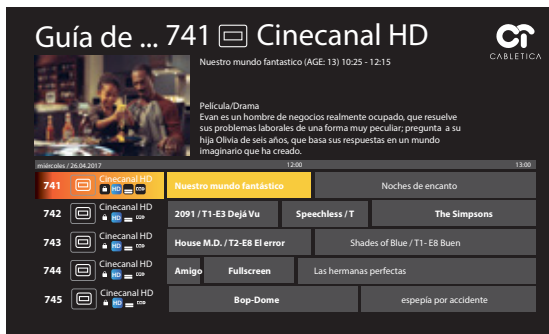 Guía de ... 741 Cinecanal HD
CABLETICA
Nuestro mundo fantastico (AGE: 13) 10:25 - 12:15
Película/Drama
Evan es un hombre de negocios realmente ocupado, que resuelve
sus problemas laborales de una forma muy peculiar; pregunta a su
hija Olivia de seis años, que basa sus respuestas en un mundo
imaginario que ha creado.
miércoles / 26.04.2017 12:00 13:00
741 Cinecanal HD HD Nuestro mundo fantástico Noches de encanto
742 Cinecanal HD HD 2091 / T1-E3 Dejá Vu Speechless / T The Simpsons
743 Cinecanal HD HD House M.D. / T2-E8 El error Shades of Blue / T1- E8 Buen
744 Cinecanal HD HD Amigo Fullscreen Las hermanas perfectas
745 Cinecanal HD HD Bop-Dome espepía por accidente